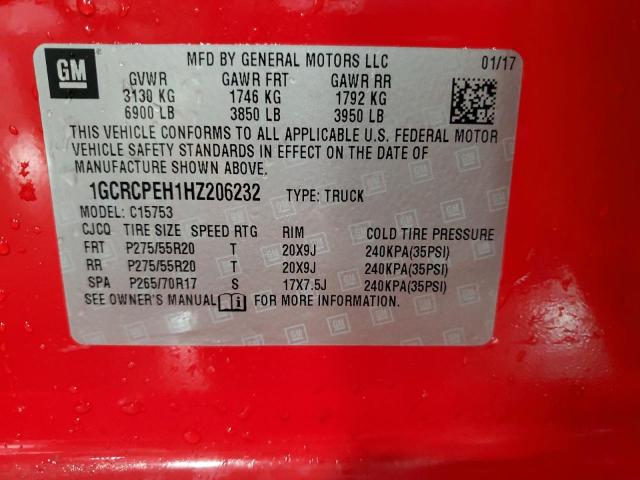 GM
MFD BY GENERAL MOTORS LLC 01/17
GVWR GAWR FRT GAWR RR
3130 KG 1746 KG 1792 KG
6900 LB 3850 LB 3950 LB
THIS VEHICLE CONFORMS TO ALL APPLICABLE U.S. FEDERAL MOTOR
VEHICLE SAFETY STANDARDS IN EFFECT ON THE DATE OF
MANUFACTURE SHOWN ABOVE.
1GCRCPEH1HZ206232 TYPE: TRUCK
MODEL: C15753
CJCQ TIRE SIZE SPEED RTG RIM COLD TIRE PRESSURE
FRT P275/55R20 T 20X9J 240KPA(35PSI)
RR P275/55R20 T 20X9J 240KPA(35PSI)
SPA P265/70R17 S 17X7.5J 240KPA(35PSI)
SEE OWNER'S MANUAL FOR MORE INFORMATION.